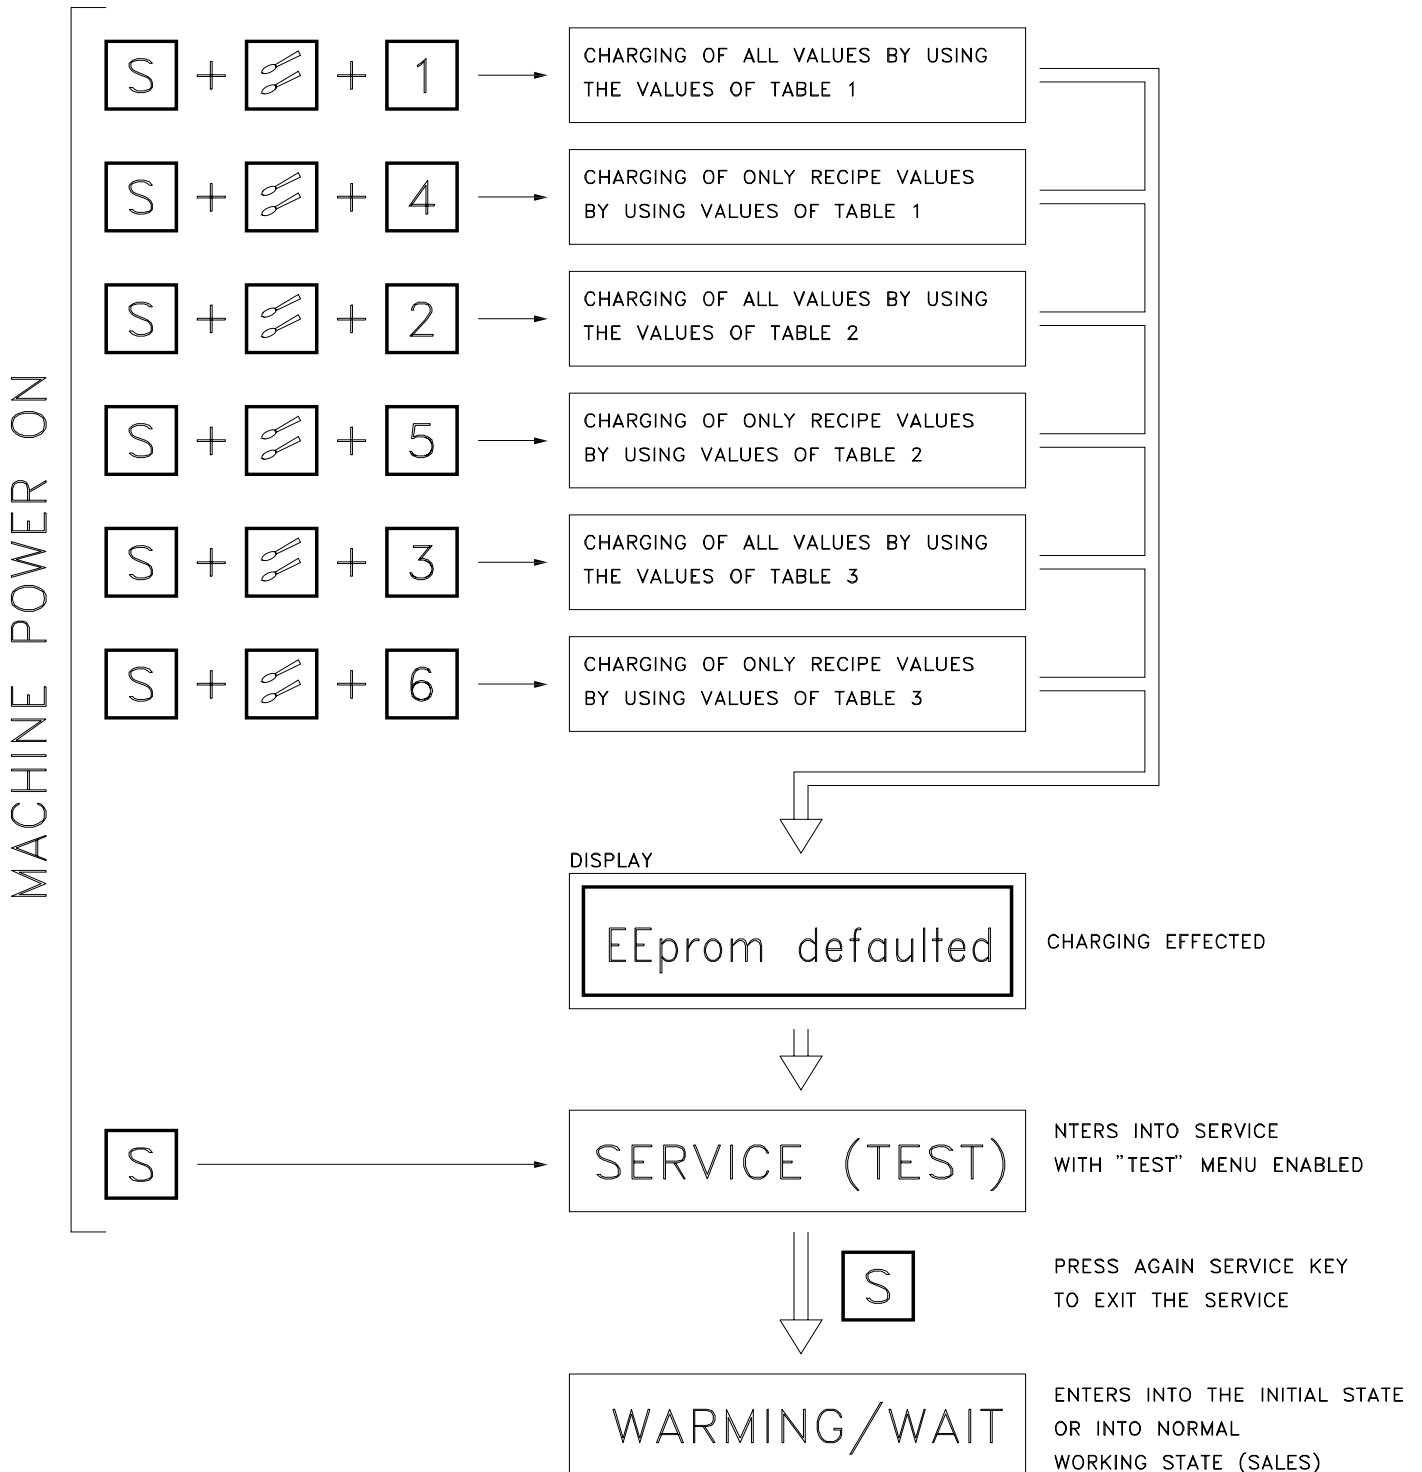 MACHINE POWER ON
S + + 1
CHARGING OF ALL VALUES BY USING
THE VALUES OF TABLE 1
S + + 4
CHARGING OF ONLY RECIPE VALUES
BY USING VALUES OF TABLE 1
S + + 2
CHARGING OF ALL VALUES BY USING
THE VALUES OF TABLE 2
S + + 5
CHARGING OF ONLY RECIPE VALUES
BY USING VALUES OF TABLE 2
S + + 3
CHARGING OF ALL VALUES BY USING
THE VALUES OF TABLE 3
S + + 6
CHARGING OF ONLY RECIPE VALUES
BY USING VALUES OF TABLE 3
DISPLAY
EEprom defaulted
CHARGING EFFECTED
S
SERVICE (TEST)
NTERS INTO SERVICE
WITH "TEST" MENU ENABLED
S
PRESS AGAIN SERVICE KEY
TO EXIT THE SERVICE
WARMING/WAIT
ENTERS INTO THE INITIAL STATE
OR INTO NORMAL
WORKING STATE (SALES)